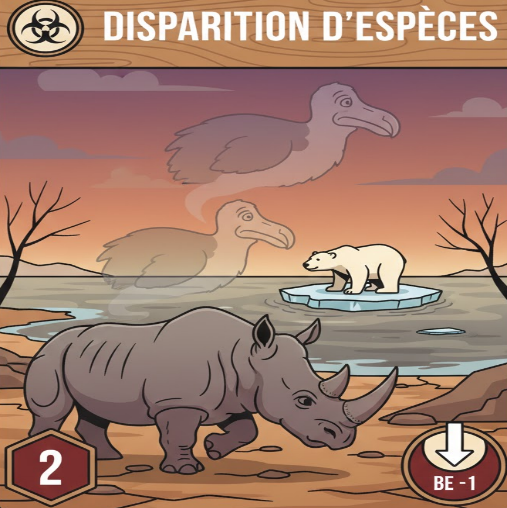 DISPARITION D'ESPÈCES
2
BE -1